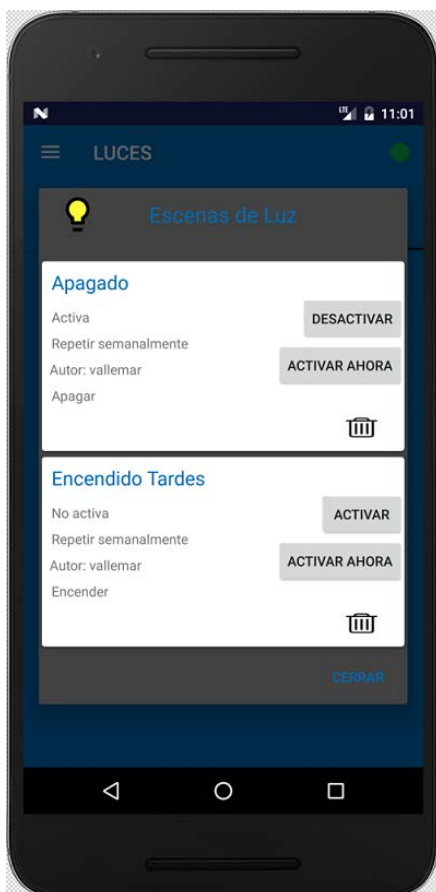 LTE 11:01
LUCES
Escenas de Luz
Apagado
Activa
DESACTIVAR
Repetir semanalmente
Autor: vallemar
ACTIVAR AHORA
Apagar
Encendido Tardes
No activa
ACTIVAR
Repetir semanalmente
Autor: vallemar
ACTIVAR AHORA
Encender
CERRAR